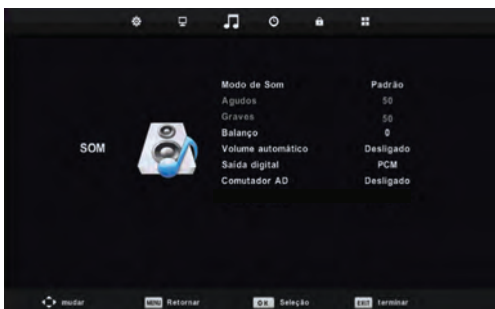 Modo de Som Padrão
Agudos 50
Graves 50
Balanço 0
SOM
Volume automático Desligado
Saída digital PCM
Comutador AD Desligado
mudar MENU Retornar OK Seleção EXIT terminar